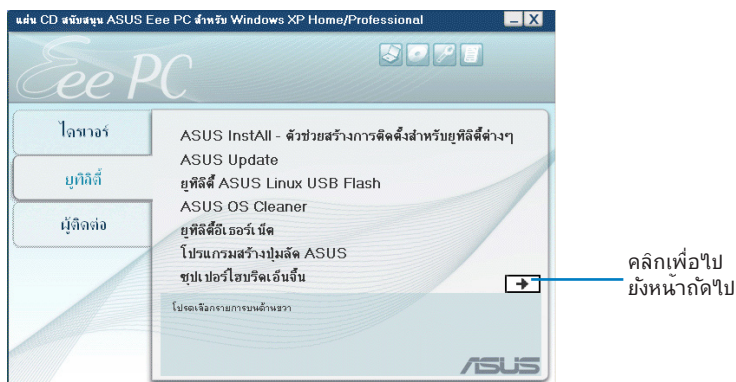 แผ่น CD สนับสนุน ASUS Eee PC สำหรับ Windows XP Home/Professional
Eee PC
ไดรเวอร์
ยูทิลิตี้
ผู้ติดต่อ
ASUS InstAll - ตัวช่วยสร้างการติดตั้งสำหรับยูทิลิตี้ต่างๆ
ASUS Update
ยูทิลิตี้ ASUS Linux USB Flash
ASUS OS Cleaner
ยูทิลิตี้อีเธอร์เน็ต
โปรแกรมสร้างปุ่มลัด ASUS
ซุปเปอร์ไฮบริดเอ็นจิ้น
โปรดเลือกรายการบนด้านขวา
ASUS
คลิกเพื่อไป
ยังหน้าถัดไป